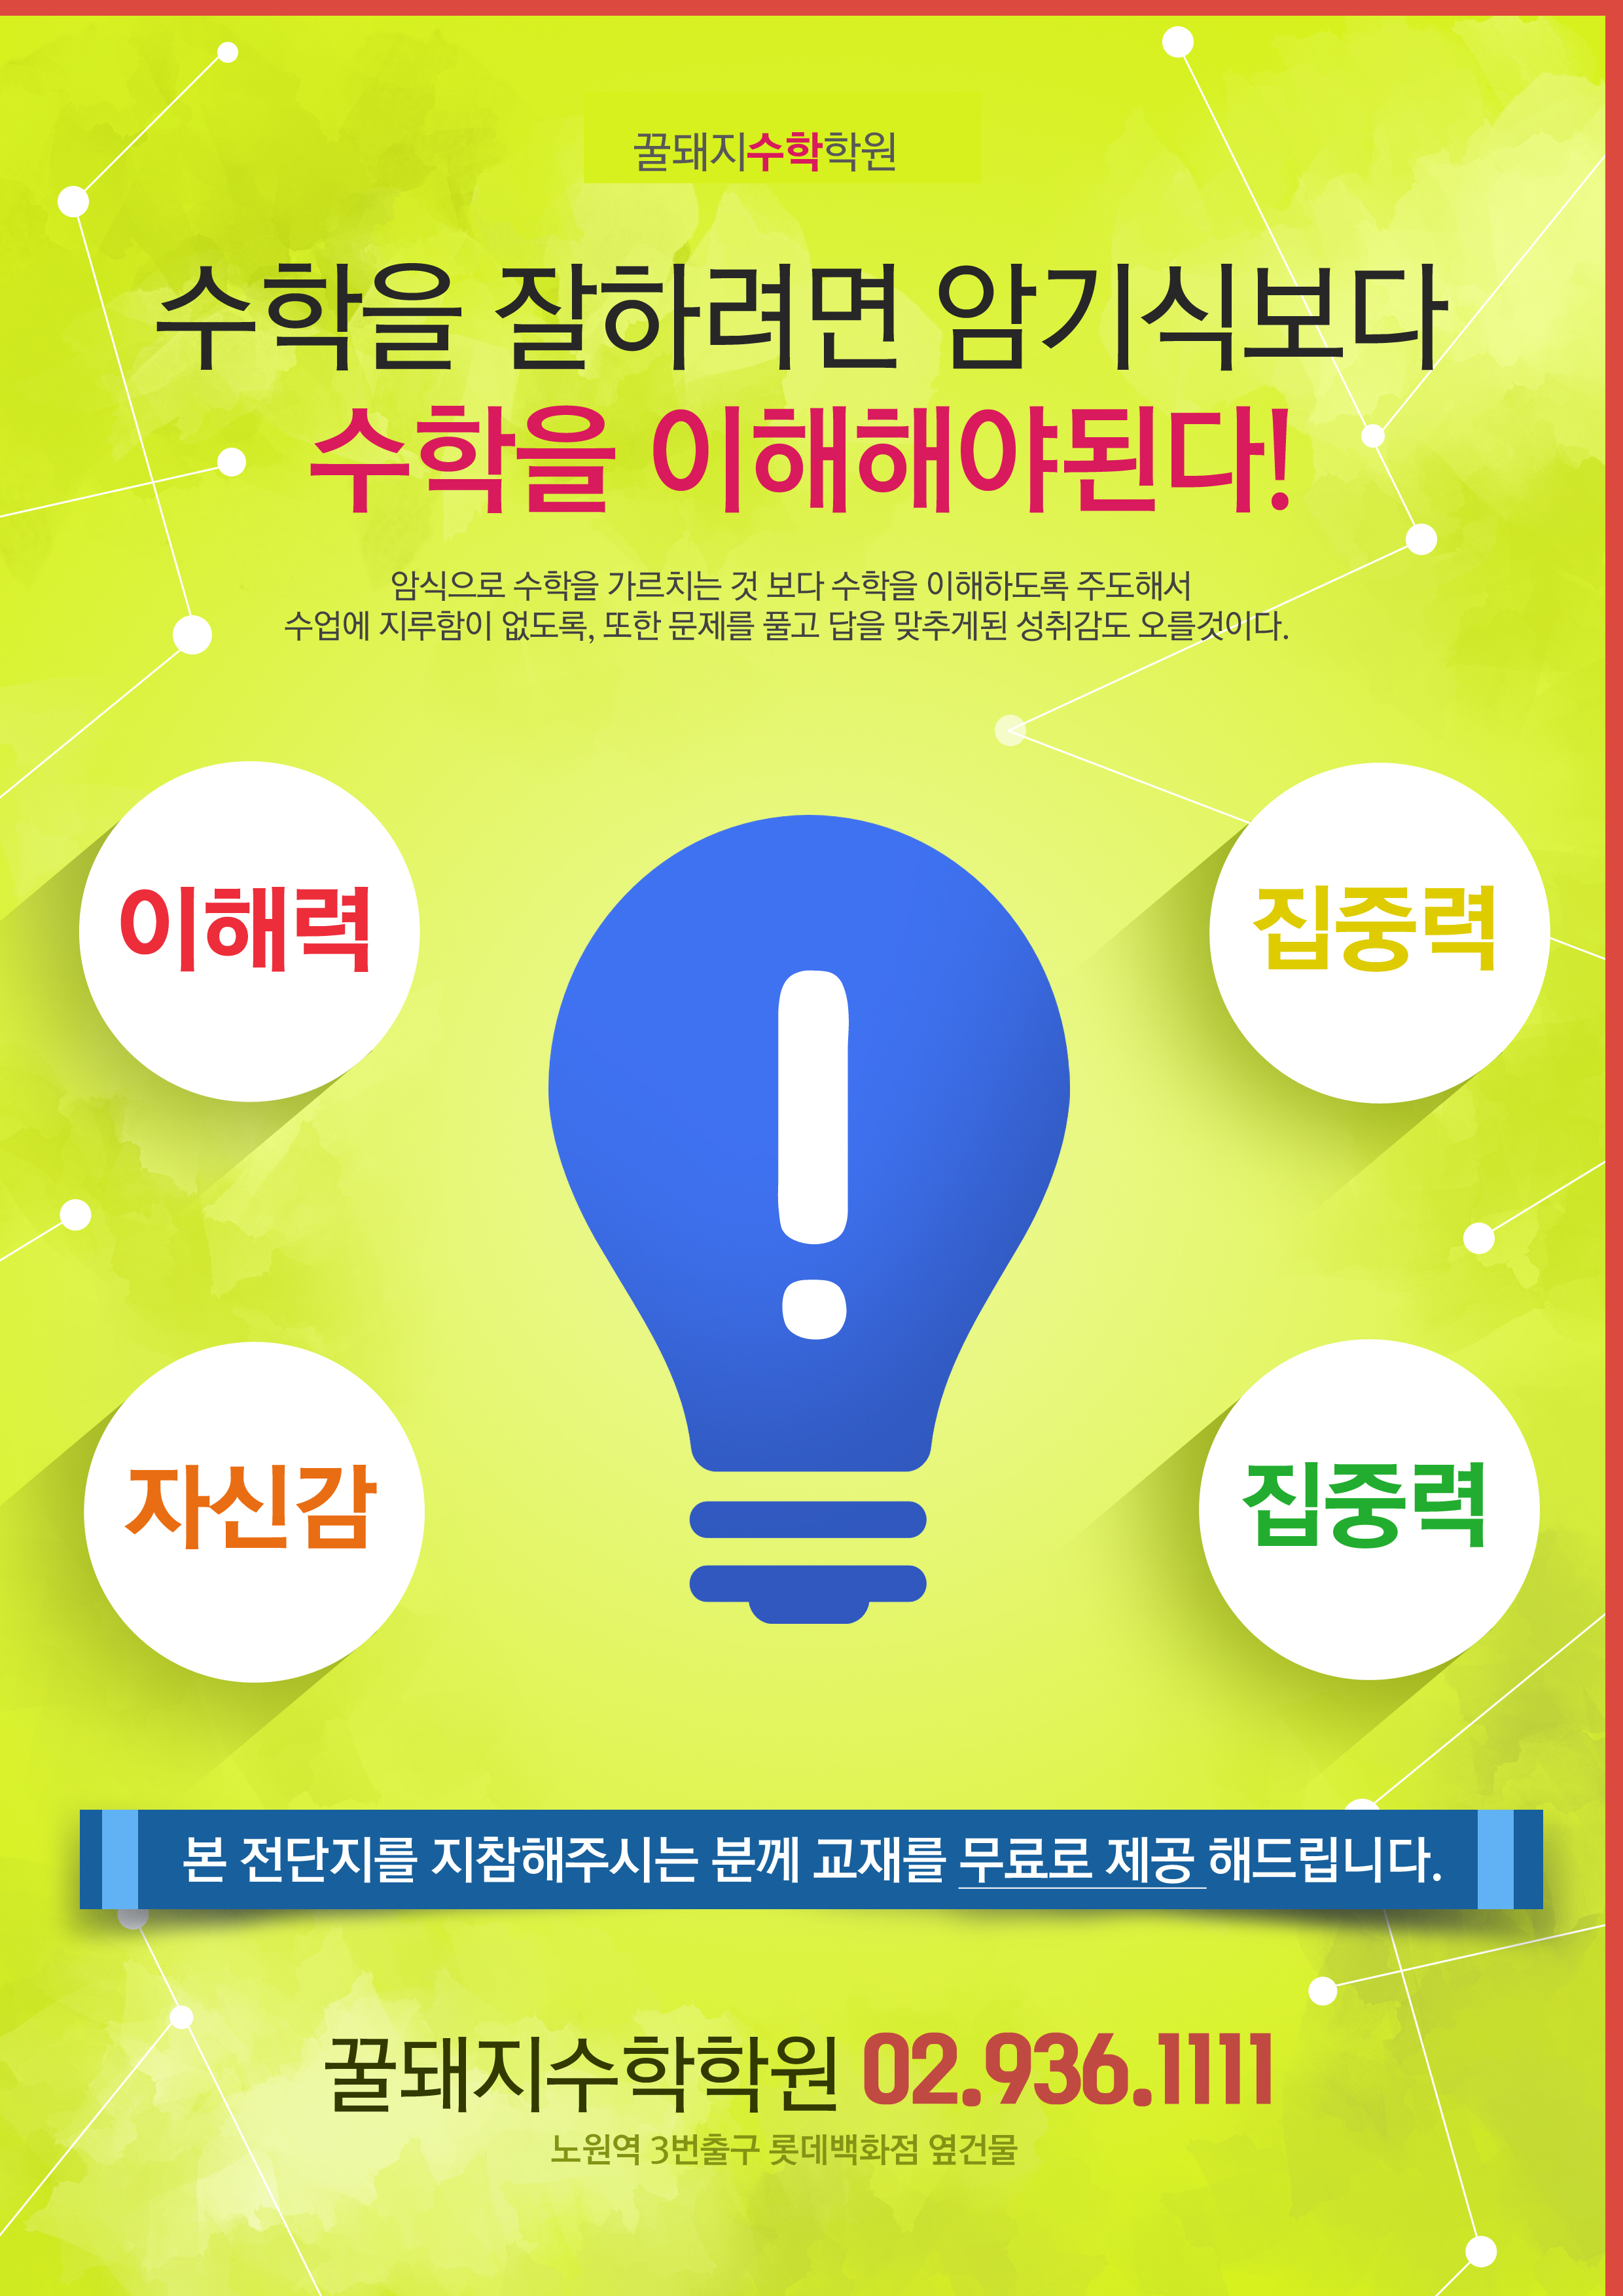 꿀돼지수학학원
수학을 잘하려면 암기식보다
수학을 이해해야된다!
암식으로 수학을 가르치는 것 보다 수학을 이해하도록 주도해서
수업에 지루함이 없도록, 또한 문제를 풀고 답을 맞추게된 성취감도 오를것이다.
이해력
집중력
자신감
집중력
본 전단지를 지참해주시는 분께 교재를 무료로 제공 해드립니다.
꿀돼지수학학원 02.936.1111
노원역 3번출구 롯데백화점 옆건물